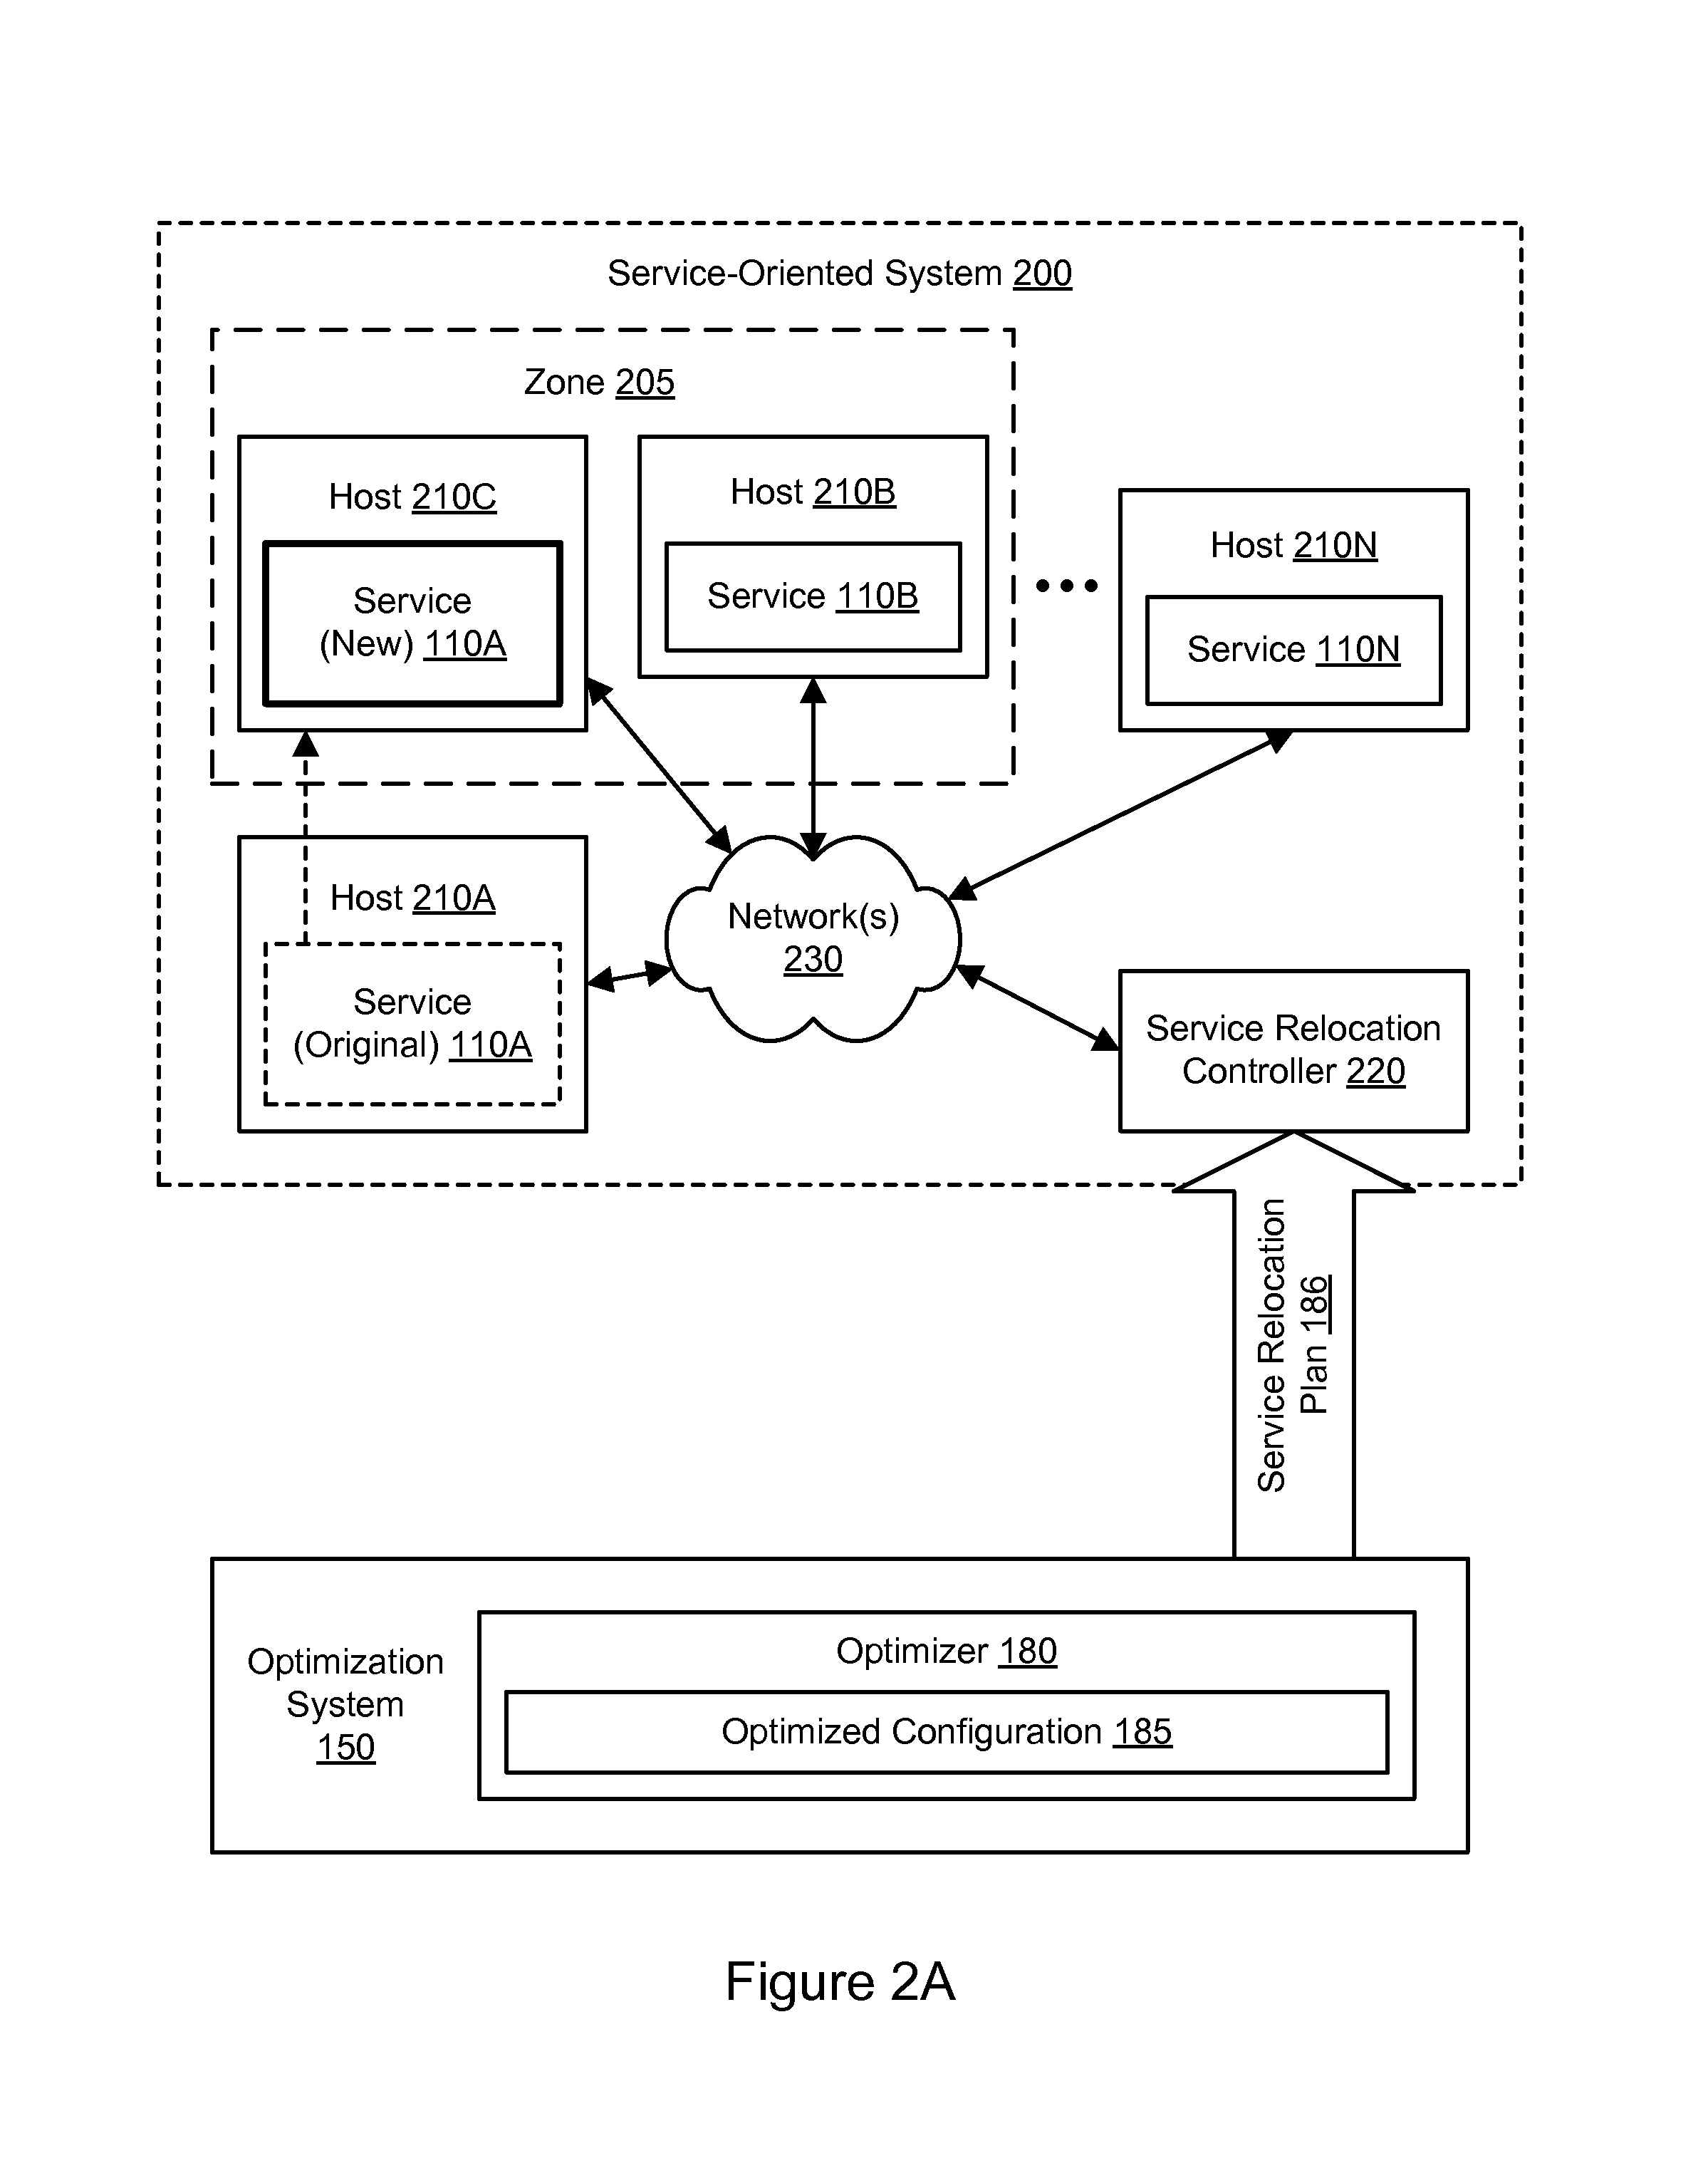 Service-Oriented System 200
Zone 205
Host 210C
Service
(New) 110A
Host 210B
Service 110B
Host 210N
Service 110N
Host 210A
Service
(Original) 110A
Network(s)
230
Service Relocation
Controller 220
Service Relocation
Plan 186
Optimization
System
150
Optimizer 180
Optimized Configuration 185
Figure 2A